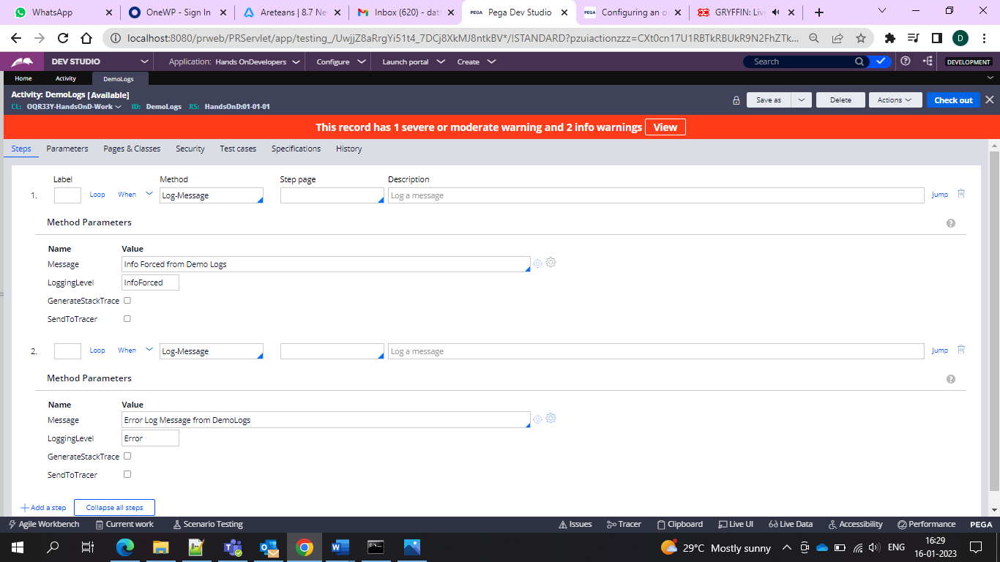 WhatsApp
OneWP - Sign In
Areteans | 8.7 Ne
Inbox (620) - dat
Pega Dev Studio
Configuring an o
GRYFFIN: Liv
localhost:8080/prweb/PRServlet/app/testing_/UwjjZ8aRrgYi51t4_7DCj8XkMJ8ntkBV*/!STANDARD?pzuiactionzzz=CXt0cn17U1RBTkRBUkR9N2FhZTk...
D
DEV STUDIO
Application: Hands OnDevelopers
Configure
Launch portal
Create
Search
DEVELOPMENT
Home
Activity
DemoLogs
Activity: DemoLogs [Available]
CL: OQR33Y-HandsOnD-Work ID: DemoLogs RS: HandsOnD:01-01-01
Save as
Delete
Actions
Check out
This record has 1 severe or moderate warning and 2 info warnings View
Steps Parameters Pages & Classes Security Test cases Specifications History
Label Method Step page Description
1. Loop When Log-Message Log a message Jump
Method Parameters
Name Value
Message Info Forced from Demo Logs
LoggingLevel InfoForced
GenerateStackTrace
SendToTracer
2. Loop When Log-Message Log a message Jump
Method Parameters
Name Value
Message Error Log Message from DemoLogs
LoggingLevel Error
GenerateStackTrace
SendToTracer
Add a step Collapse all steps
Agile Workbench Current work Scenario Testing Issues Tracer Clipboard Live UI Live Data Accessibility Performance PEGA
29°C Mostly sunny ENG 16:29
16-01-2023